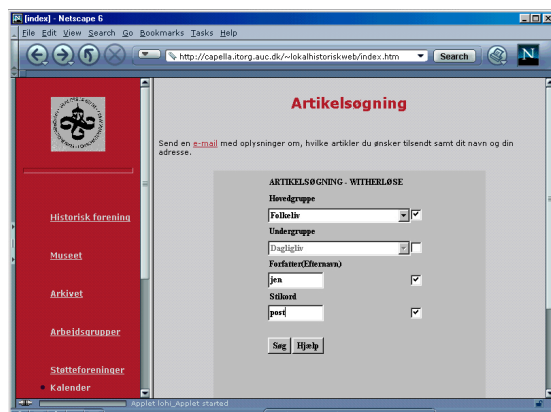 [index] - Netscape 6
File Edit View Search Go Bookmarks Tasks Help
http://capella.itorg.auc.dk/~lokalhistoriskweb/index.htm Search N
Artikelsøgning
Send en e-mail med oplysninger om, hvilke artikler du ønsker tilsendt samt dit navn og din
adresse.
Historisk forening
Museet
Arkivet
Arbejdsgrupper
Støtteforeninger
Kalender
ARTIKELSØGNING - WITHERLØSE
Hovedgruppe
Folkeliv
Undergruppe
Dagligliv
Forfatter(Efternavn)
jen
Stikord
post
Søg Hjælp
Applet lohi_Applet started